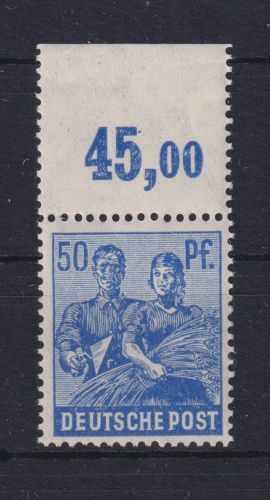 45,00
50 Pf.
DEUTSCHE POST